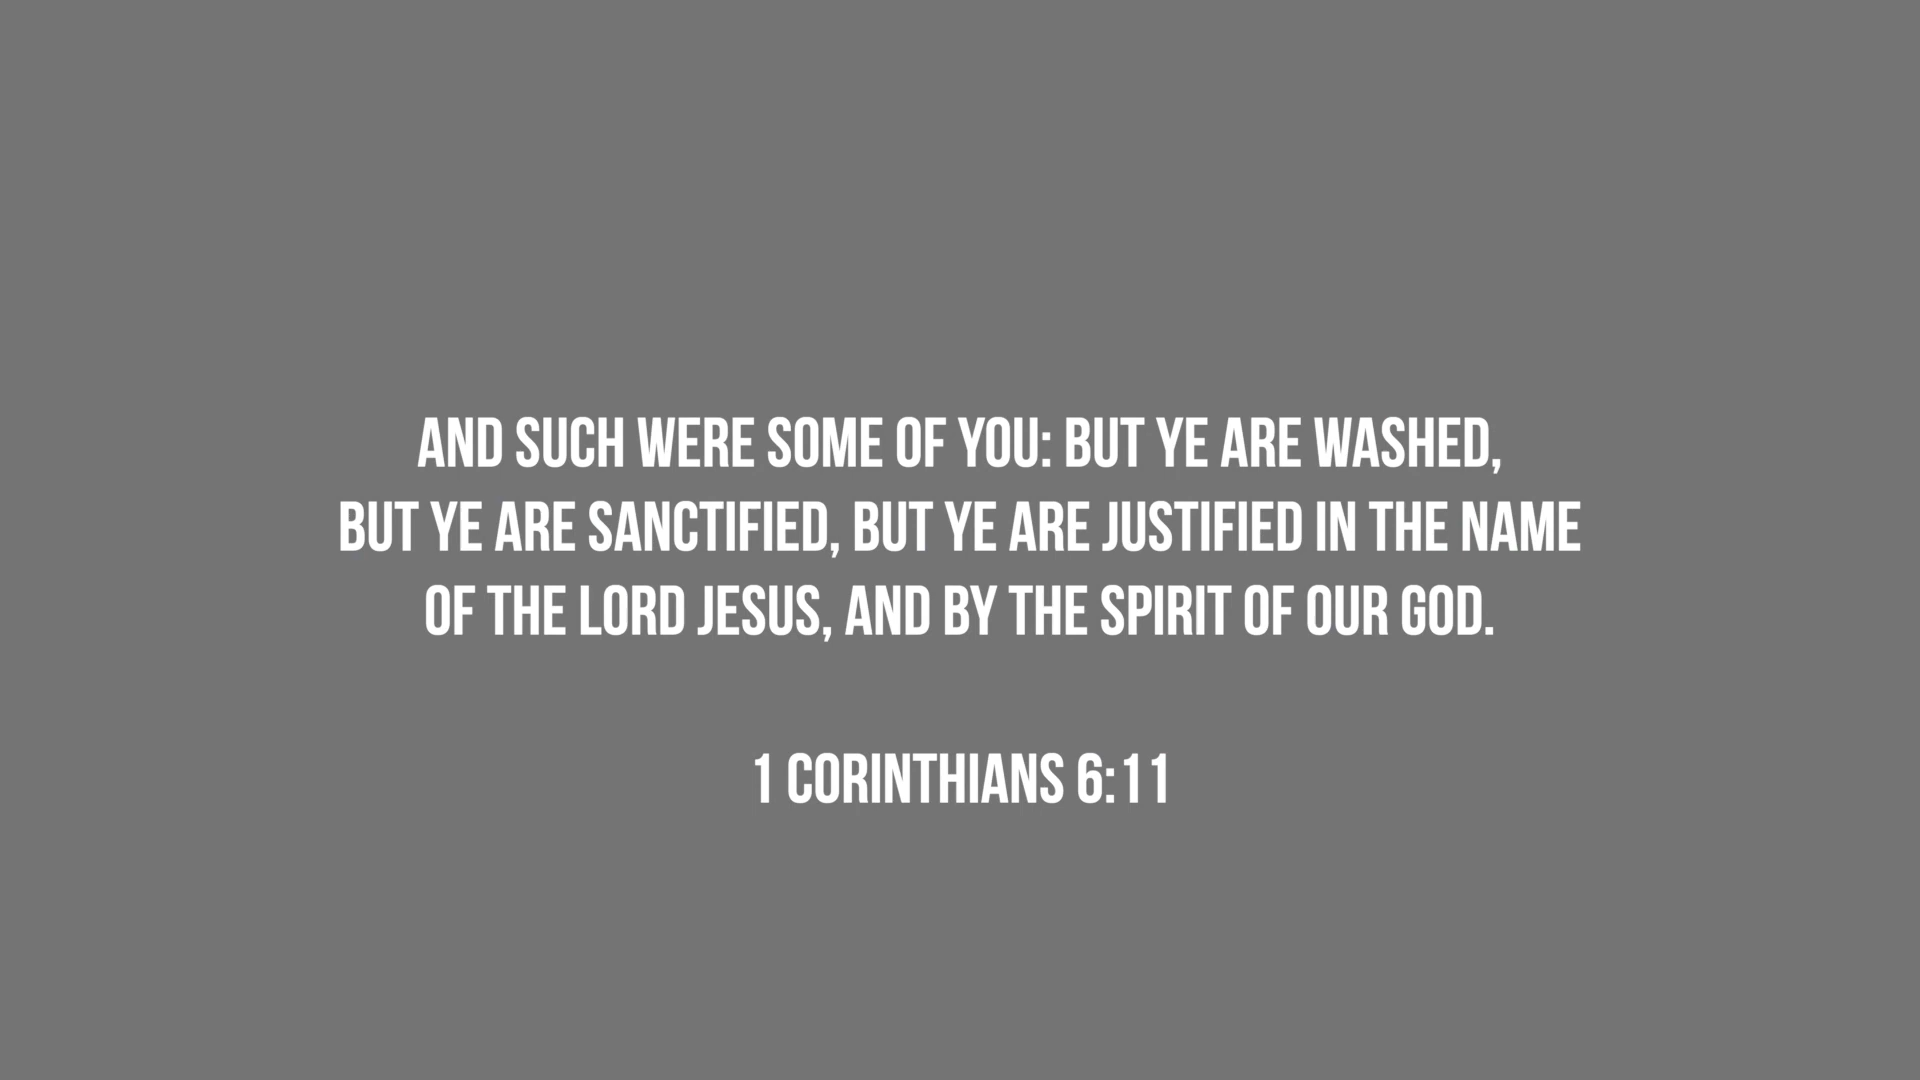 AND SUCH WERE SOME OF YOU: BUT YE ARE WASHED,
BUT YE ARE SANCTIFIED, BUT YE ARE JUSTIFIED IN THE NAME
OF THE LORD JESUS, AND BY THE SPIRIT OF OUR GOD.
1 CORINTHIANS 6:11